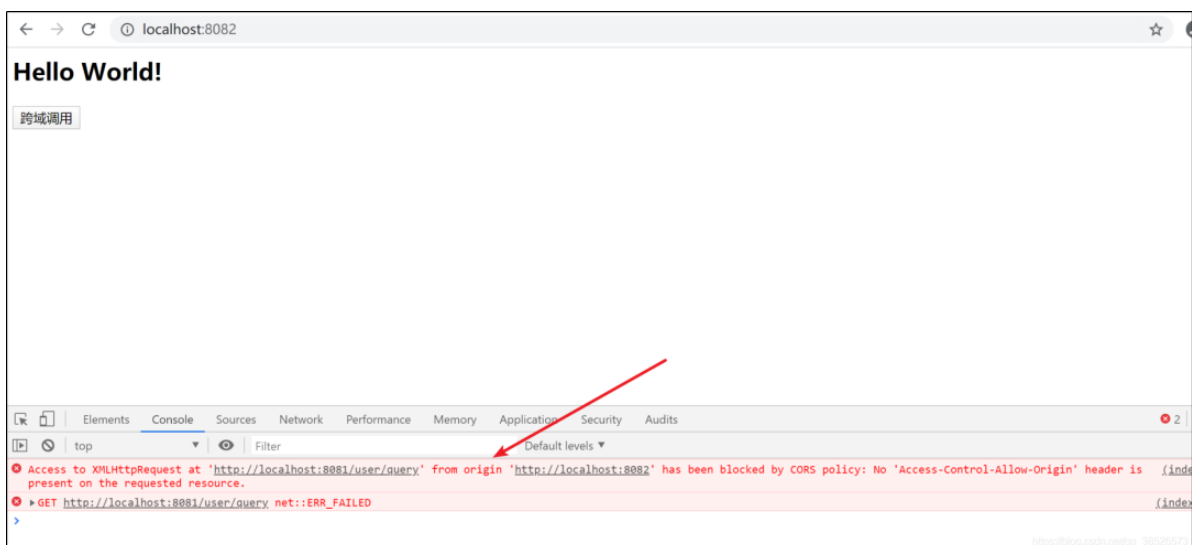 localhost:8082
Hello World!
跨域调用
Elements Console Sources Network Performance Memory Application Security Audits 2
top Filter Default levels ▼
Access to XMLHttpRequest at 'http://localhost:8081/user/query' from origin 'http://localhost:8082' has been blocked by CORS policy: No 'Access-Control-Allow-Origin' header is (inde
present on the requested resource.
GET http://localhost:8081/user/query net::ERR_FAILED (index